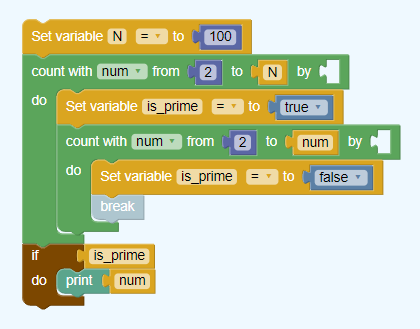 Set variable N = to 100
count with num from 2 to N by
do Set variable is_prime = to true
count with num from 2 to num by
do Set variable is_prime = to false
break
if is_prime
do print num